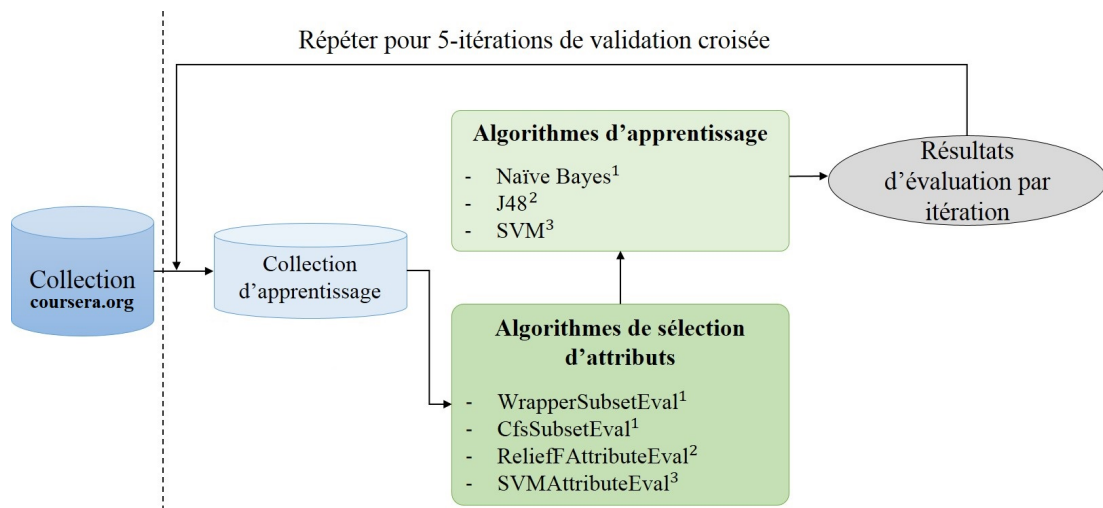 Répéter pour 5-itérations de validation croisée
Algorithmes d’apprentissage
- Naïve Bayes¹
- J48²
- SVM³
Résultats
d’évaluation par
itération
Collection
coursera.org
Collection
d’apprentissage
Algorithmes de sélection
d’attributs
- WrapperSubsetEval¹
- CfsSubsetEval¹
- ReliefFAttributeEval²
- SVMAttributeEval³